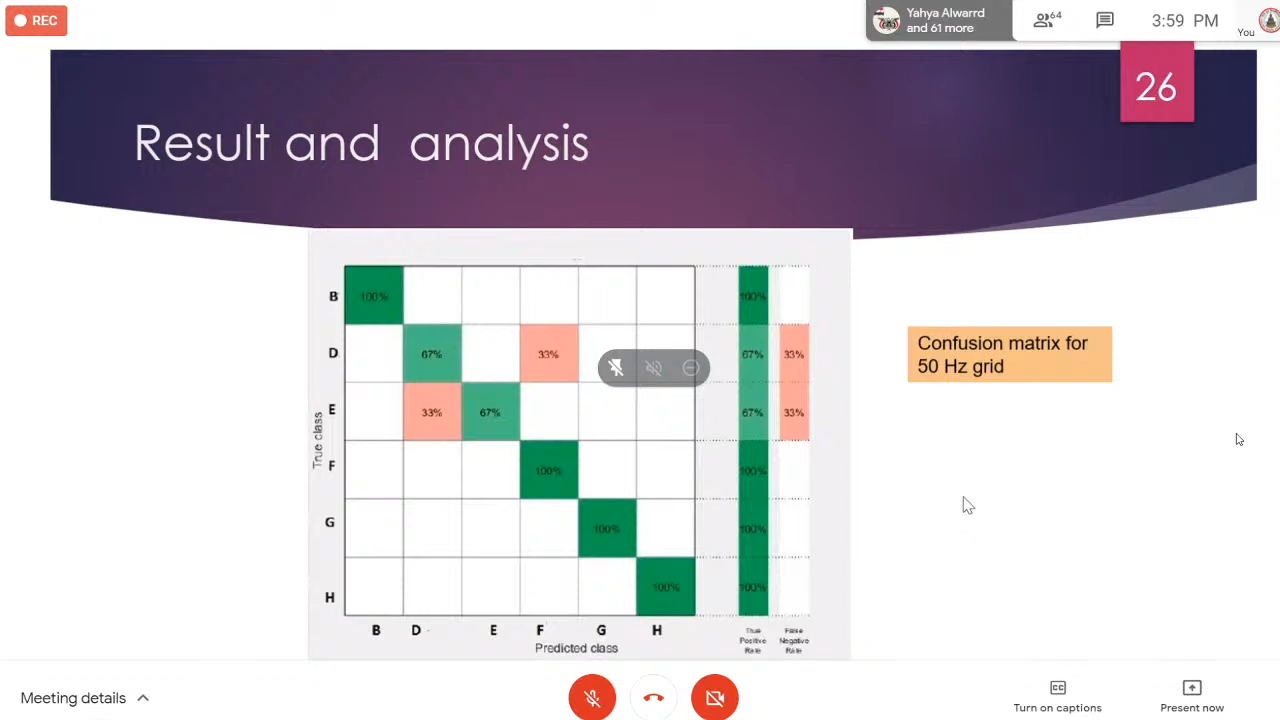 REC
Yahya Alwarrd
and 61 more
64
3:59 PM
You
26
Result and analysis
B 100% 100%
D 67% 33% 67% 33%
E 33% 67% 67% 33%
F 100% 100%
G 100% 100%
H 100% 100%
True class
B D E F G H
Predicted class
True
Positive
Rate
False
Negative
Rate
Confusion matrix for
50 Hz grid
Meeting details
CC
Turn on captions
Present now